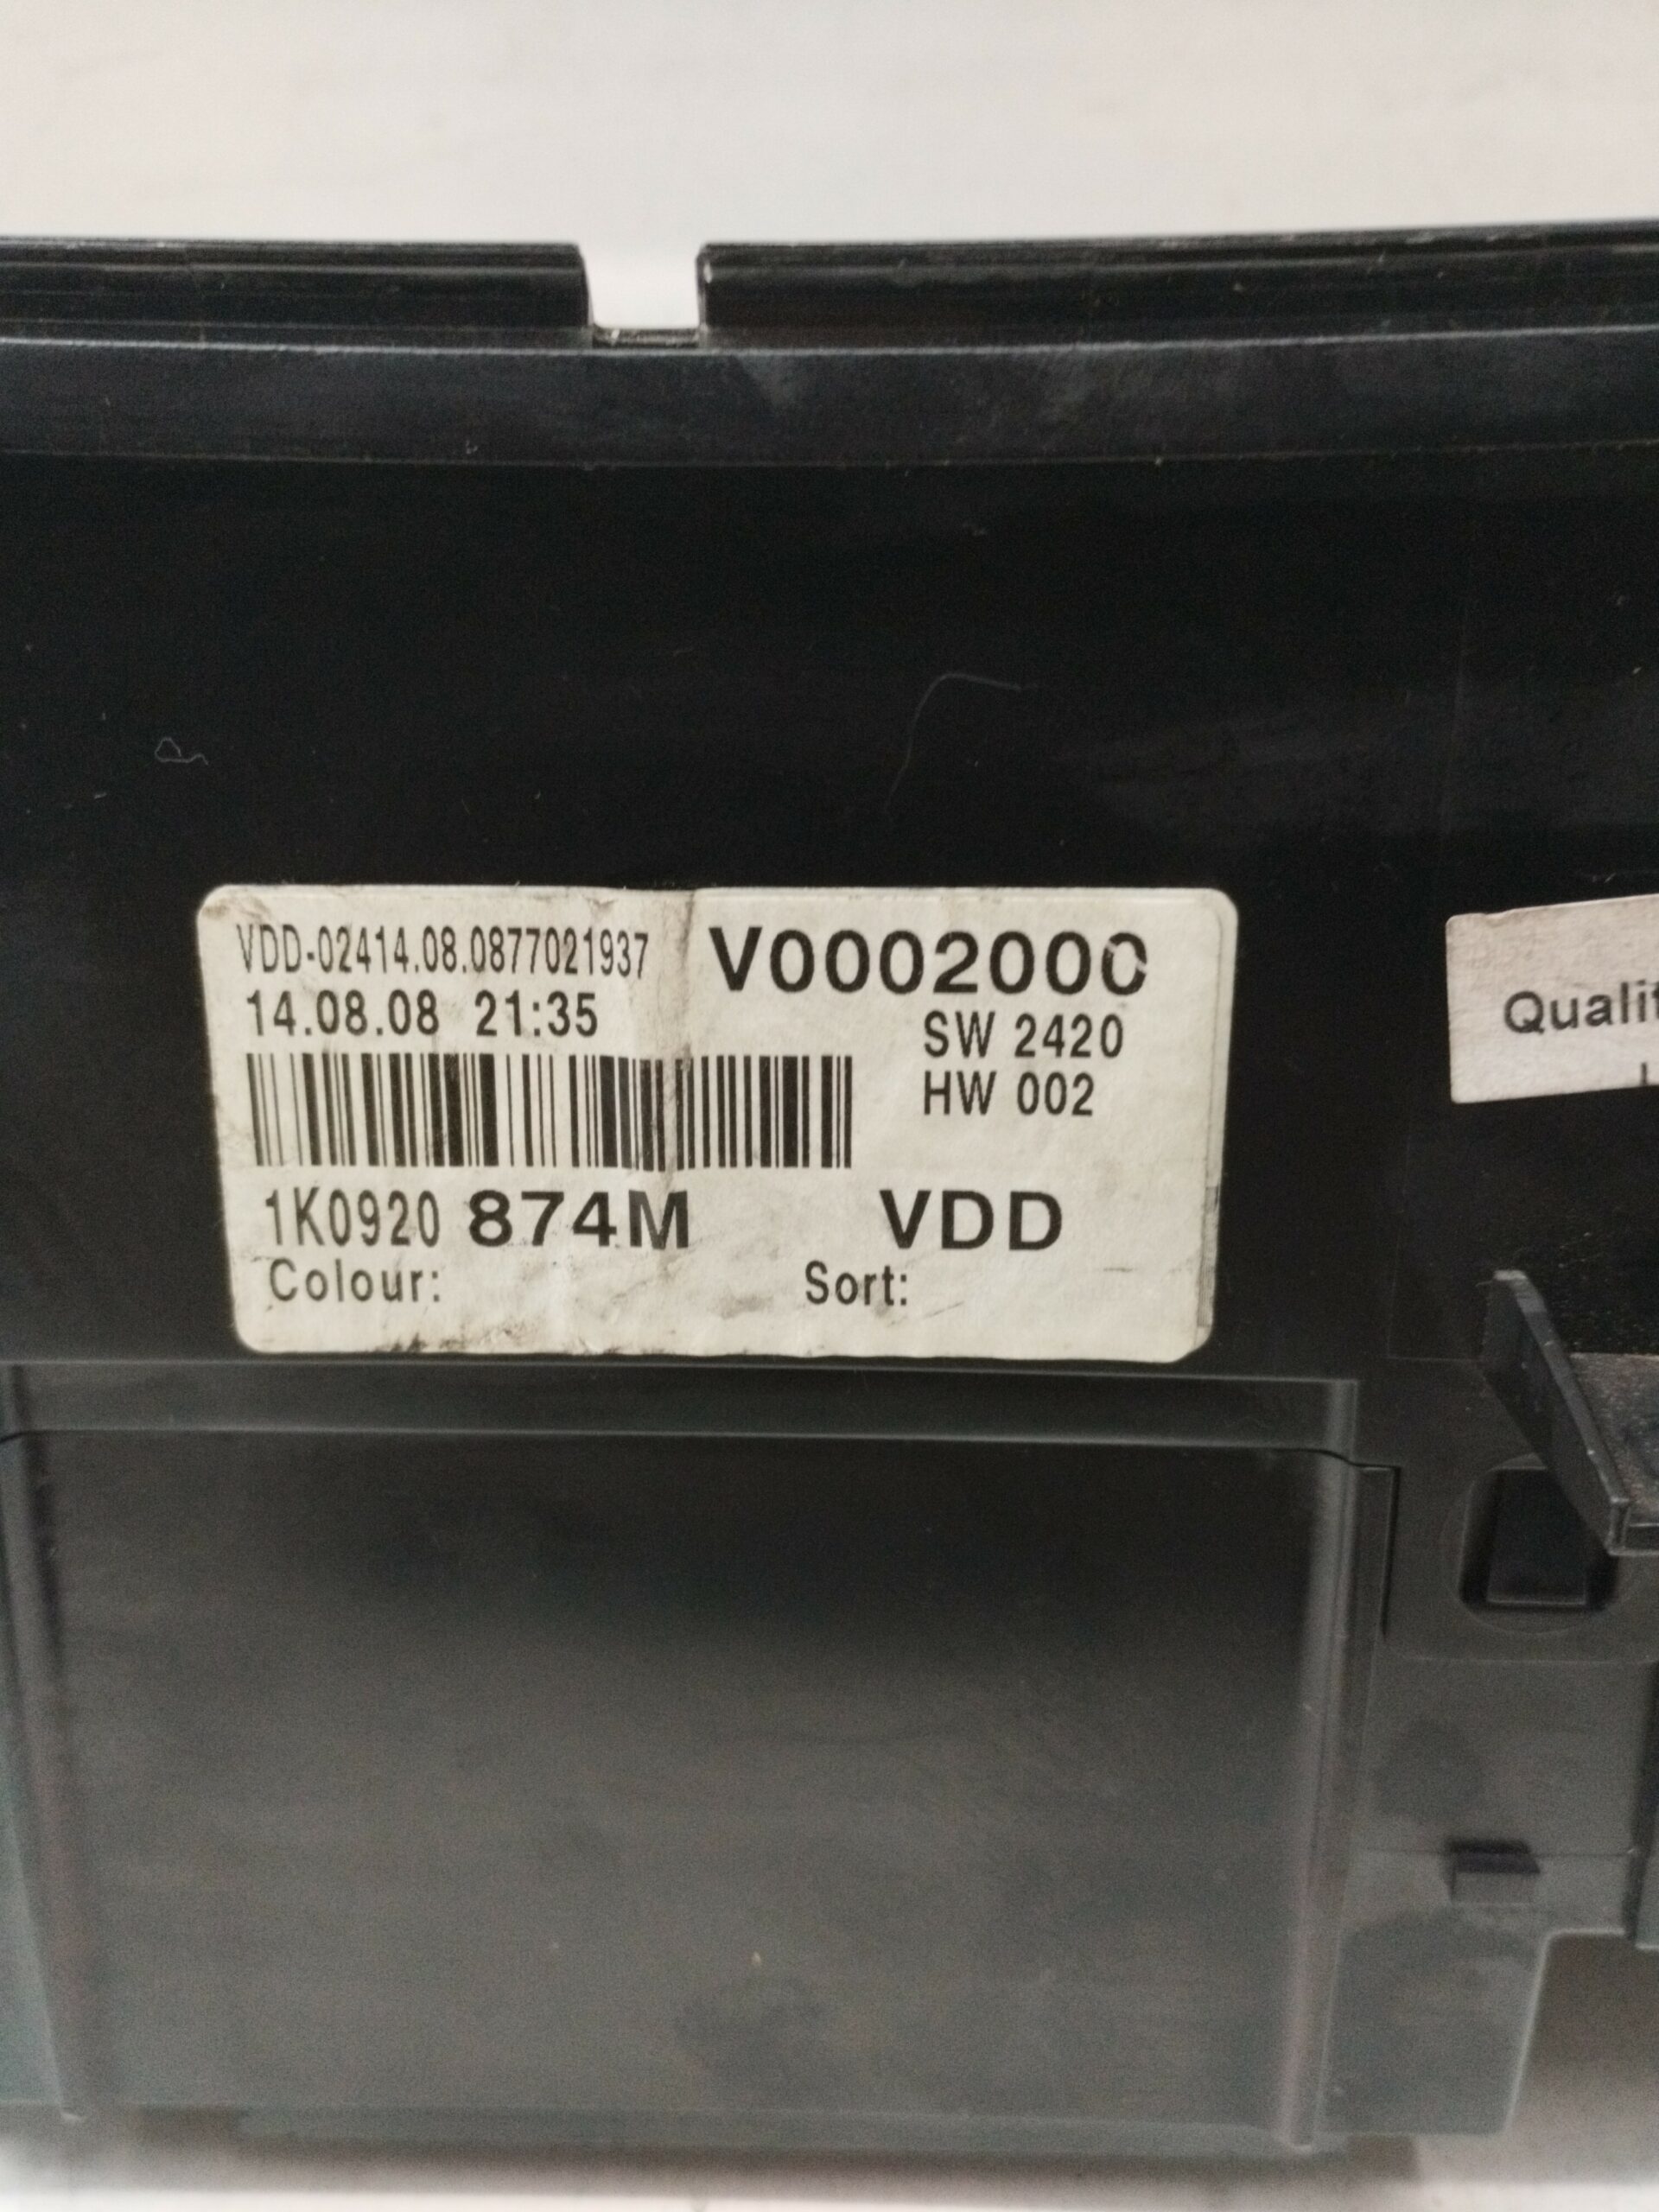 VDD-02414.08.0877021937 V0002000
14.08.08 21:35
SW 2420
HW 002
1K0920 874M VDD
Colour: Sort:
Qualit